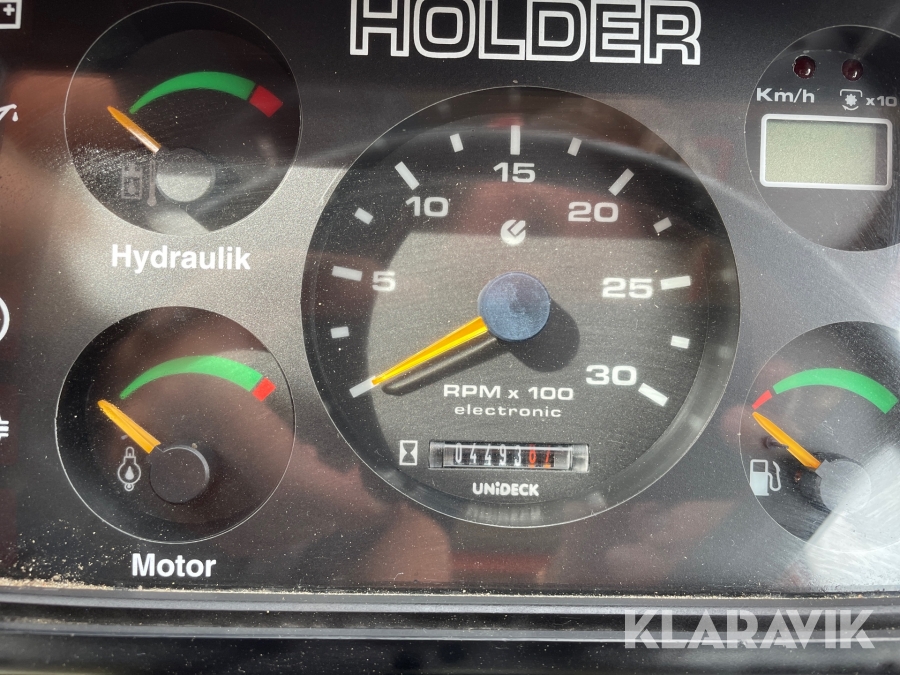 HOLDER
Km/h
x10
Hydraulik
5
10
15
20
25
30
RPM x 100
electronic
UNiDECK
Motor
KLARAVIK